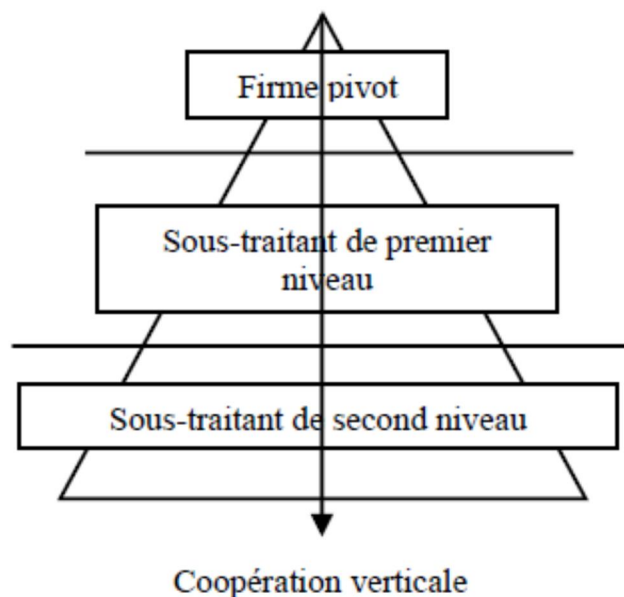 Firme pivot
Sous-traitant de premier
niveau
Sous-traitant de second niveau
Coopération verticale